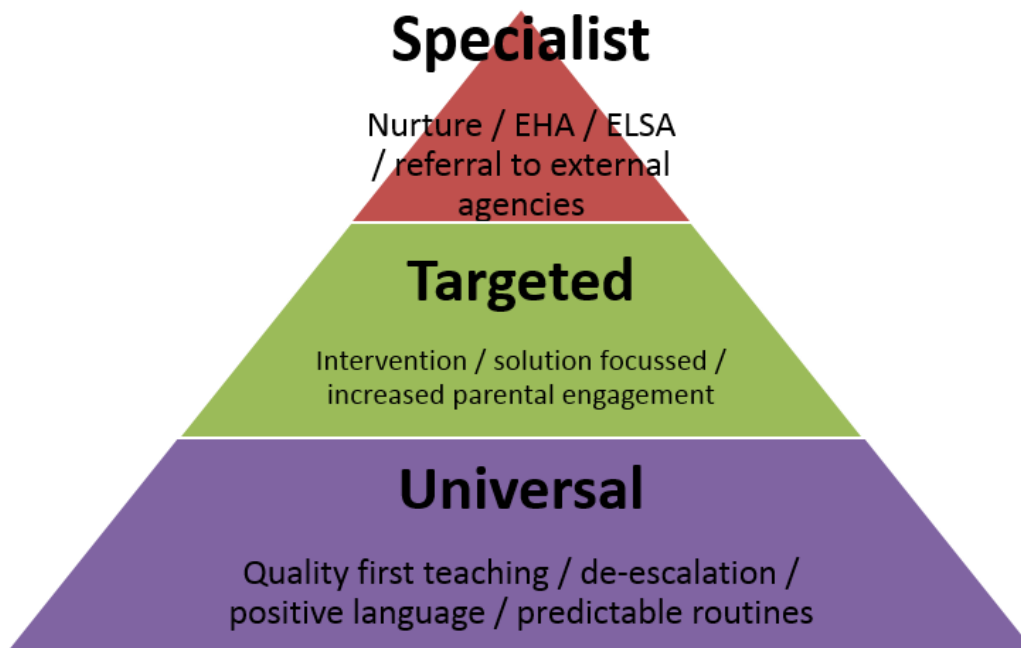 Specialist
Nurture / EHA / ELSA
/ referral to external
agencies
Targeted
Intervention / solution focussed /
increased parental engagement
Universal
Quality first teaching / de-escalation /
positive language / predictable routines